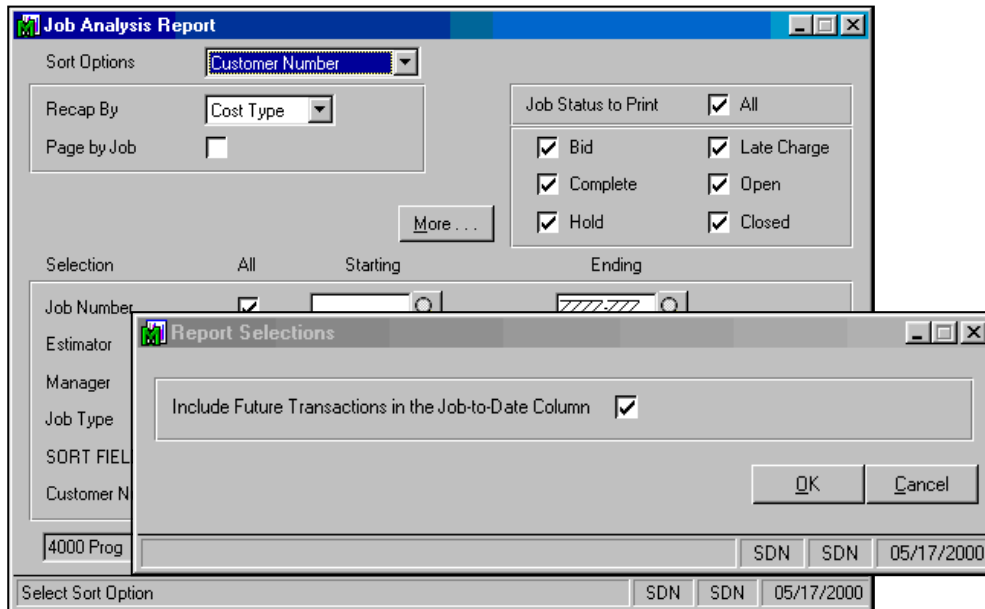 Job Analysis Report
Sort Options Customer Number
Recap By Cost Type
Page by Job
Job Status to Print All
Bid Late Charge
Complete Open
Hold Closed
More . . .
Selection All Starting Ending
Job Number ZZZZ-ZZZ
Estimator
Manager
Job Type
SORT FIEL
Customer N
4000 Prog
Report Selections
Include Future Transactions in the Job-to-Date Column
OK Cancel
SDN SDN 05/17/2000
Select Sort Option SDN SDN 05/17/2000